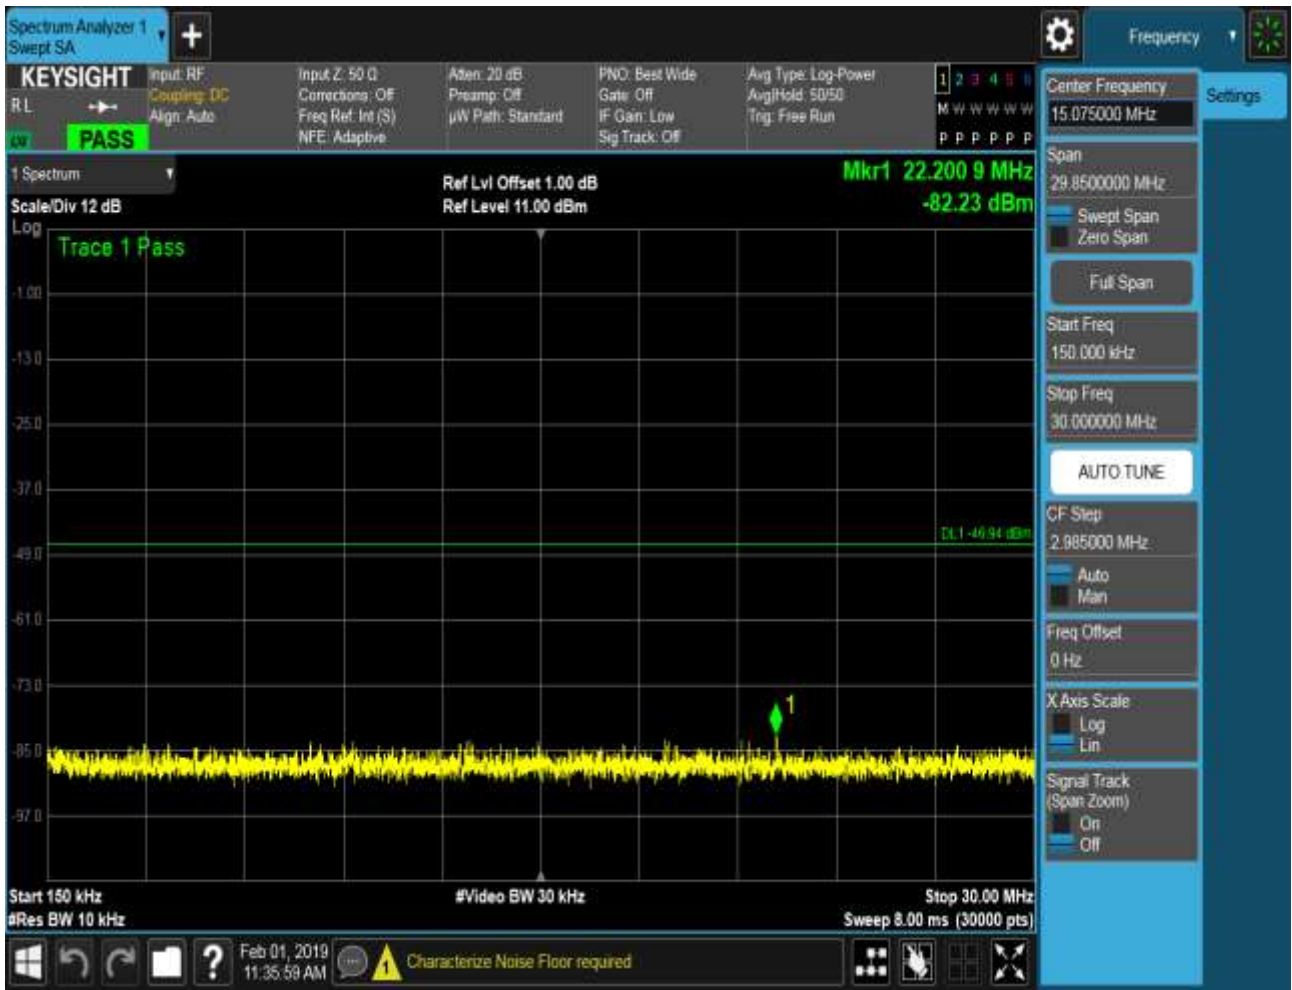 Spectrum Analyzer 1
Swept SA
Frequency
KEYSIGHT
R L
PASS
Input: RF
Coupling: DC
Align: Auto
Input Z: 50 Ω
Corrections: Off
Freq Ref: Int (S)
NFE: Adaptive
Atten: 20 dB
Preamp: Off
µW Path: Standard
PNO: Best Wide
Gate: Off
IF Gain: Low
Sig Track: Off
Avg Type: Log-Power
Avg|Hold: 50/50
Trig: Free Run
1 2 3 4 5 6
M W W W W W
P P P P P P
1 Spectrum
Scale/Div 12 dB
Ref Lvl Offset 1.00 dB
Ref Level 11.00 dBm
Mkr1 22.200 9 MHz
-82.23 dBm
Log
Trace 1 Pass
-1.00
-13.0
-25.0
-37.0
DL1 -46.94 dBm
-49.0
-61.0
-73.0
1
-85.0
-97.0
Start 150 kHz
#Video BW 30 kHz
Stop 30.00 MHz
#Res BW 10 kHz
Sweep 8.00 ms (30000 pts)
Feb 01, 2019
11:35:59 AM
Characterize Noise Floor required
Center Frequency
15.075000 MHz
Settings
Span
29.8500000 MHz
Swept Span
Zero Span
Full Span
Start Freq
150.000 kHz
Stop Freq
30.000000 MHz
AUTO TUNE
CF Step
2.985000 MHz
Auto
Man
Freq Offset
0 Hz
X Axis Scale
Log
Lin
Signal Track
(Span Zoom)
On
Off